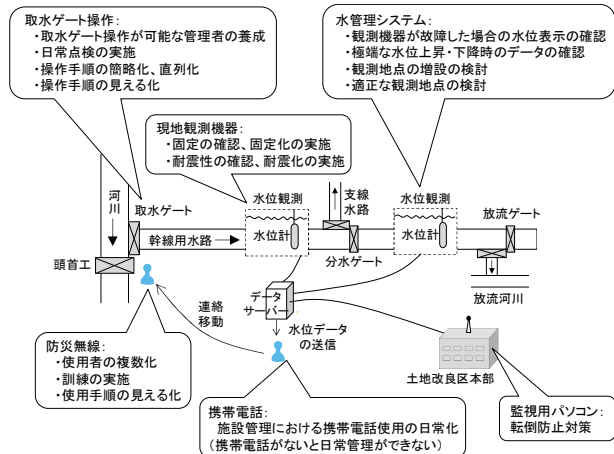 取水ゲート操作:
・取水ゲート操作が可能な管理者の養成
・日常点検の実施
・操作手順の簡略化、直列化
・操作手順の見える化
水管理システム:
・観測機器が故障した場合の水位表示の確認
・極端な水位上昇・下降時のデータの確認
・観測地点の増設の検討
・適正な観測地点の検討
現地観測機器:
・固定の確認、固定化の実施
・耐震性の確認、耐震化の実施
河川
取水ゲート
水位観測
支線
水路
水位観測
放流ゲート
幹線用水路
水位計
水位計
頭首工
分水ゲート
放流河川
データ
サーバー
連絡
移動
水位データ
の送信
防災無線:
・使用者の複数化
・訓練の実施
・使用手順の見える化
土地改良区本部
携帯電話:
施設管理における携帯電話使用の日常化
(携帯電話がないと日常管理ができない)
監視用パソコン:
転倒防止対策